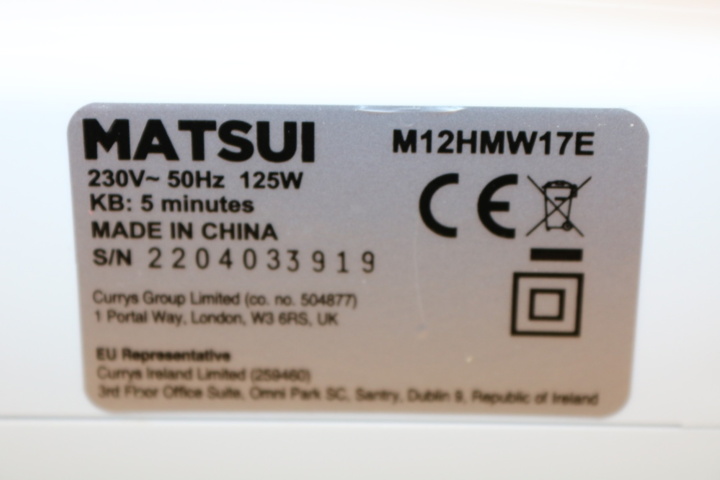 MATSUI M12HMW17E
230V~ 50Hz 125W
KB: 5 minutes
MADE IN CHINA
S/N 2204033919
Currys Group Limited (co. no. 504877)
1 Portal Way, London, W3 6RS, UK
EU Representative
Currys Ireland Limited (259460)
3rd Floor Office Suite, Omni Park SC, Santry, Dublin 9, Republic of Ireland
CE